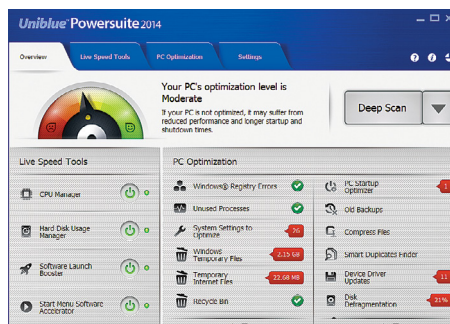 Uniblue Powersuite 2014
Overview
Live Speed Tools
PC Optimization
Settings
Your PC's optimization level is
Moderate
If your PC is not optimized, it may suffer from
reduced performance and longer startup and
shutdown times.
Deep Scan
Live Speed Tools
CPU Manager
Hard Disk Usage
Manager
Software Launch
Booster
Start Menu Software
Accelerator
PC Optimization
Windows® Registry Errors
Unused Processes
System Settings to
Optimize
26
Windows
Temporary Files
2.15 GB
Temporary
Internet Files
22.68 MB
Recycle Bin
PC Startup
Optimizer
1
Old Backups
Compress Files
Smart Duplicates Finder
Device Driver
Updates
11
Disk
Defragmentation
21%